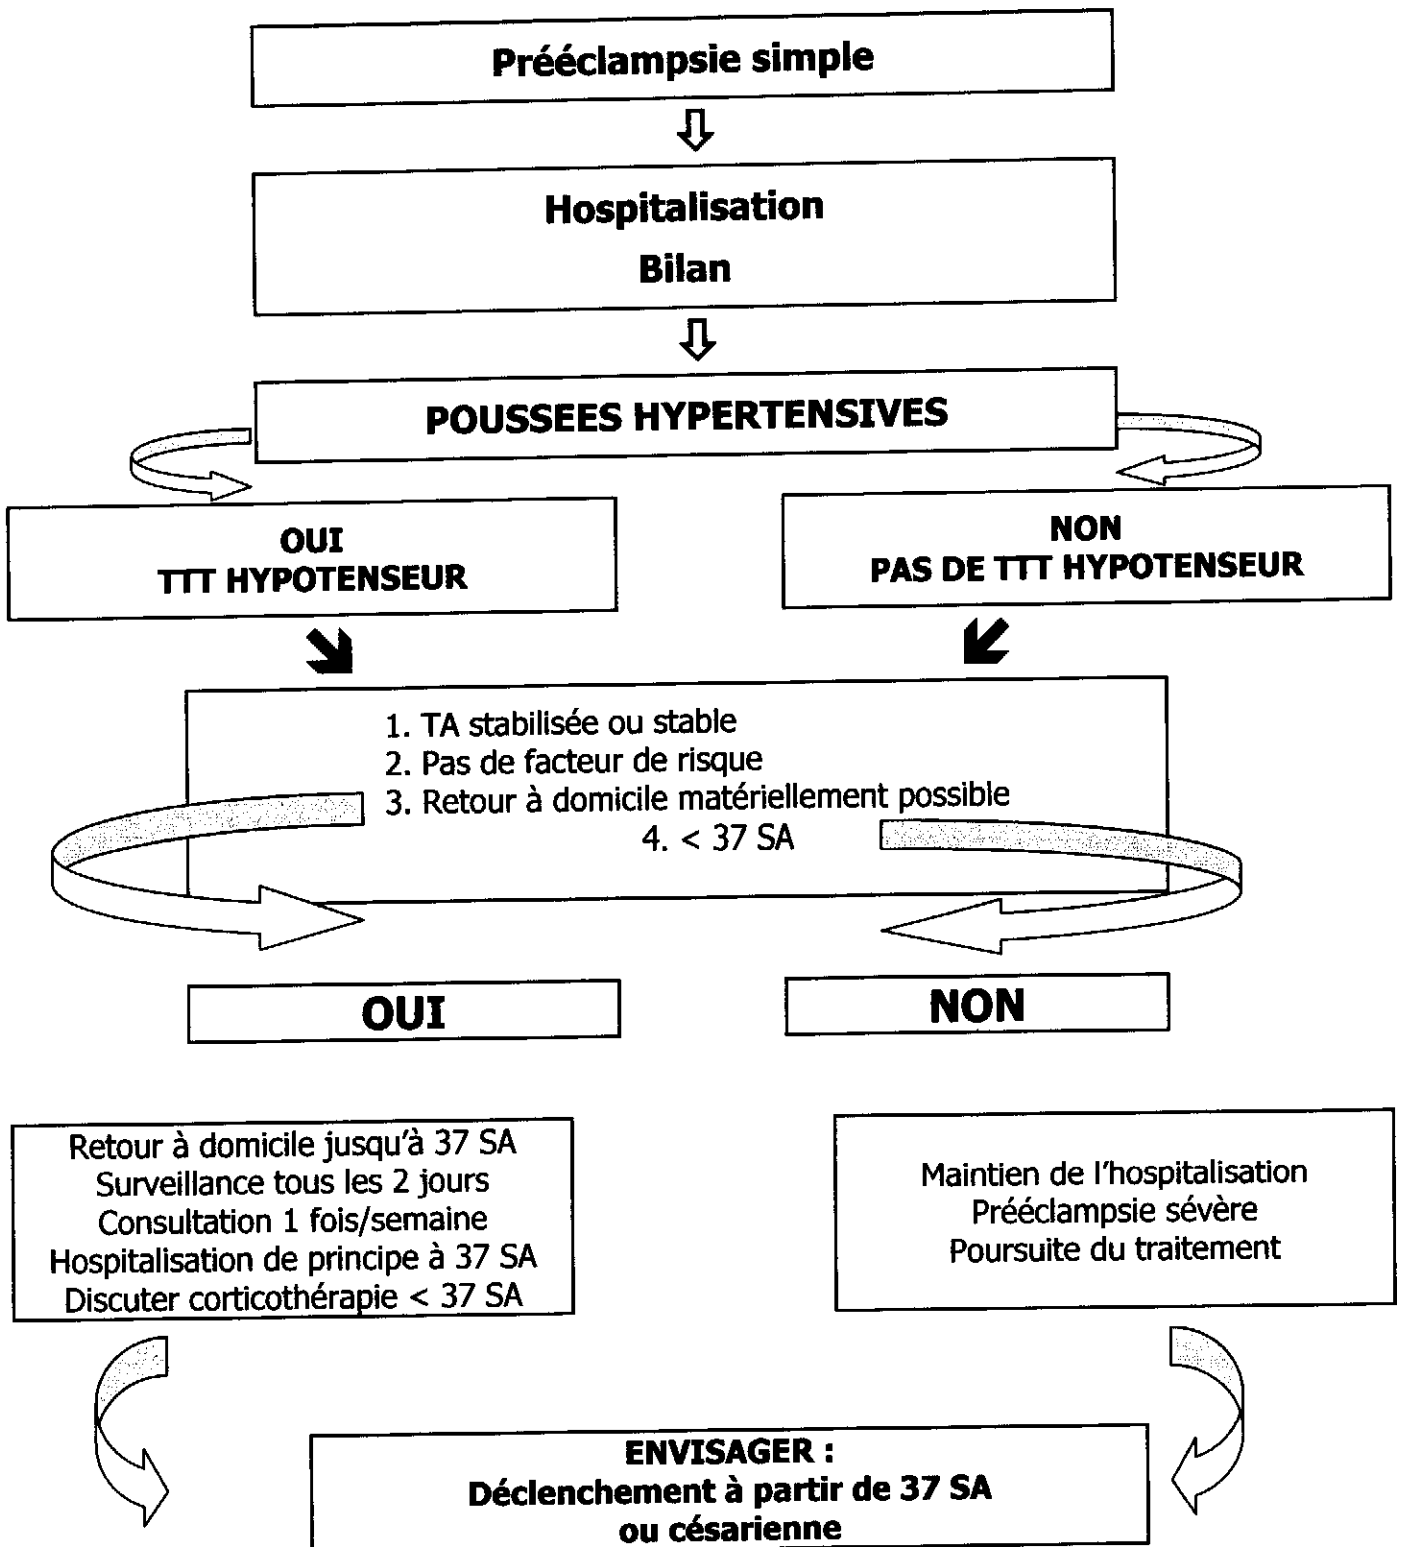 Prééclampsie simple
Hospitalisation
Bilan
POUSSEES HYPERTENSIVES
OUI
TTT HYPOTENSEUR
NON
PAS DE TTT HYPOTENSEUR
1. TA stabilisée ou stable
2. Pas de facteur de risque
3. Retour à domicile matériellement possible
4. < 37 SA
OUI
NON
Retour à domicile jusqu'à 37 SA
Surveillance tous les 2 jours
Consultation 1 fois/semaine
Hospitalisation de principe à 37 SA
Discuter corticothérapie < 37 SA
Maintien de l'hospitalisation
Prééclampsie sévère
Poursuite du traitement
ENVISAGER :
Déclenchement à partir de 37 SA
ou césarienne